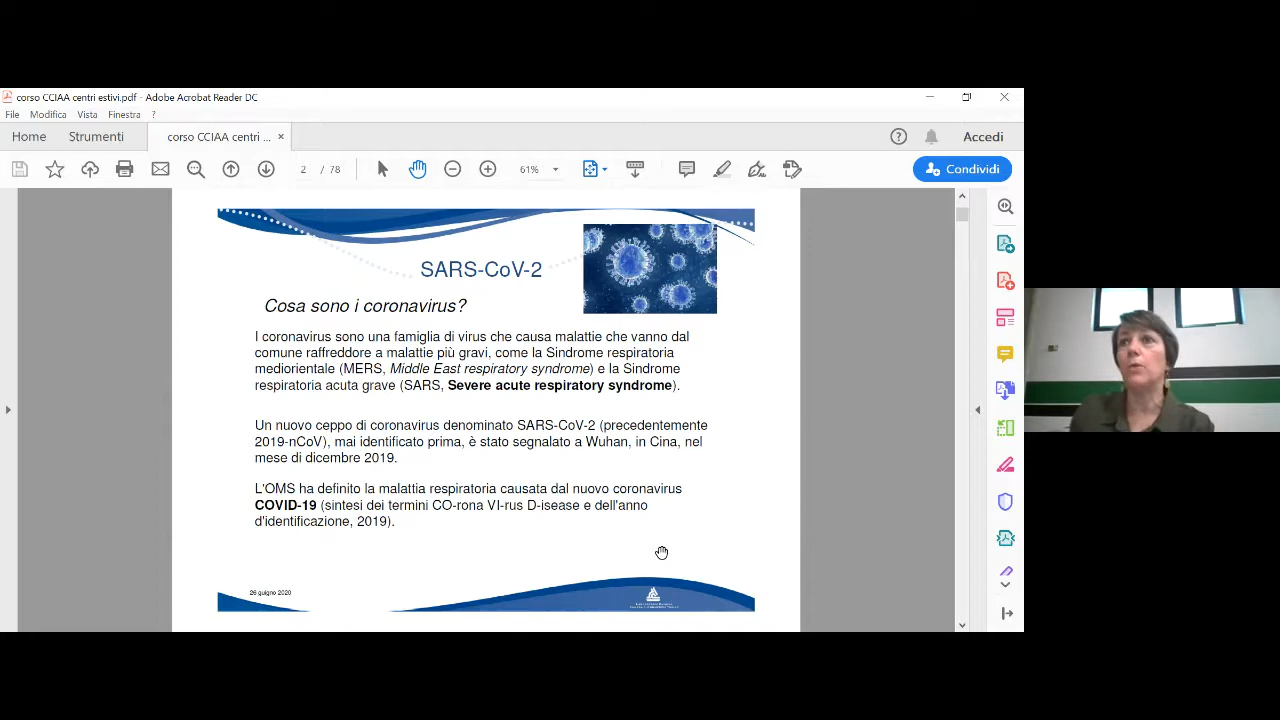 corso CCIAA centri estivi.pdf - Adobe Acrobat Reader DC
File Modifica Vista Finestra ?
Home Strumenti corso CCIAA centri ... × Accedi
2 / 78 61% Condividi
SARS-CoV-2
Cosa sono i coronavirus?
I coronavirus sono una famiglia di virus che causa malattie che vanno dal
comune raffreddore a malattie più gravi, come la Sindrome respiratoria
mediorientale (MERS, Middle East respiratory syndrome) e la Sindrome
respiratoria acuta grave (SARS, Severe acute respiratory syndrome).
Un nuovo ceppo di coronavirus denominato SARS-CoV-2 (precedentemente
2019-nCoV), mai identificato prima, è stato segnalato a Wuhan, in Cina, nel
mese di dicembre 2019.
L'OMS ha definito la malattia respiratoria causata dal nuovo coronavirus
COVID-19 (sintesi dei termini CO-rona VI-rus D-isease e dell'anno
d'identificazione, 2019).
26 guigno 2020